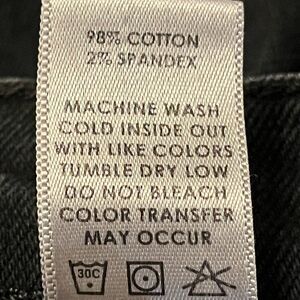 98% COTTON
2% SPANDEX
MACHINE WASH
COLD INSIDE OUT
WITH LIKE COLORS
TUMBLE DRY LOW
DO NOT BLEACH
COLOR TRANSFER
MAY OCCUR
30C